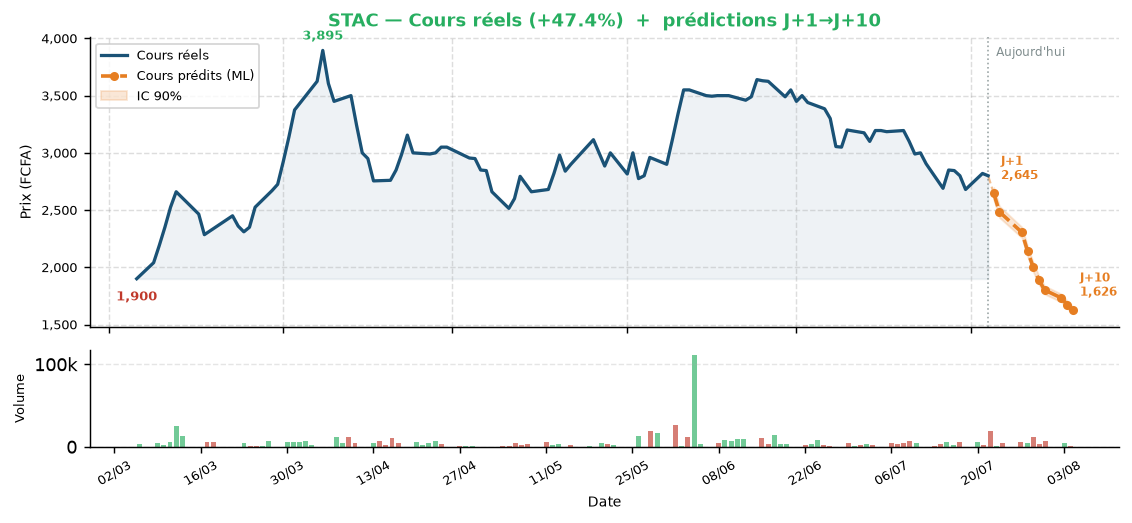 STAC — Cours réels (+47.4%)  +  prédictions J+1→J+10
3,895
4,000
3,500
3,000
2,500
2,000
1,500
Prix (FCFA)
Cours réels
Cours prédits (ML)
IC 90%
Aujourd'hui
J+1
2,645
J+10
1,626
1,900
100k
0
Volume
02/03
16/03
30/03
13/04
27/04
11/05
25/05
08/06
22/06
06/07
20/07
03/08
Date